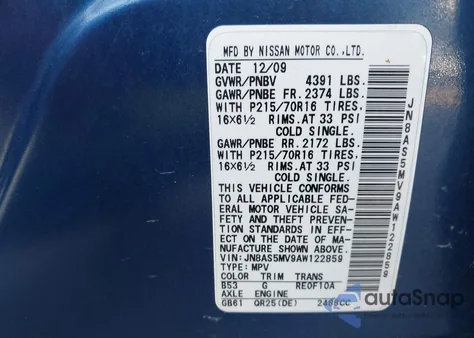 MFD BY NISSAN MOTOR CO.,LTD.
DATE 12/09
GVWR/PNBV 4391 LBS.
GAWR/PNBE FR. 2374 LBS.
WITH P215/70R16 TIRES.
16×6½ RIMS.AT 33 PSI
COLD SINGLE.
GAWR/PNBE RR. 2172 LBS.
WITH P215/70R16 TIRES.
16×6½ RIMS.AT 33 PSI
COLD SINGLE.
THIS VEHICLE CONFORMS
TO ALL APPLICABLE FED-
ERAL MOTOR VEHICLE SA-
FETY AND THEFT PREVEN-
TION STANDARDS IN EFF-
ECT ON THE DATE OF MA-
NUFACTURE SHOWN ABOVE.
VIN:JN8AS5MV9AW122859
TYPE:MPV
COLOR TRIM TRANS
B53 G RE0F10A
AXLE ENGINE
GB61 QR25(DE) 2488CC
JN8AS5MV9AW122859
autoSnap